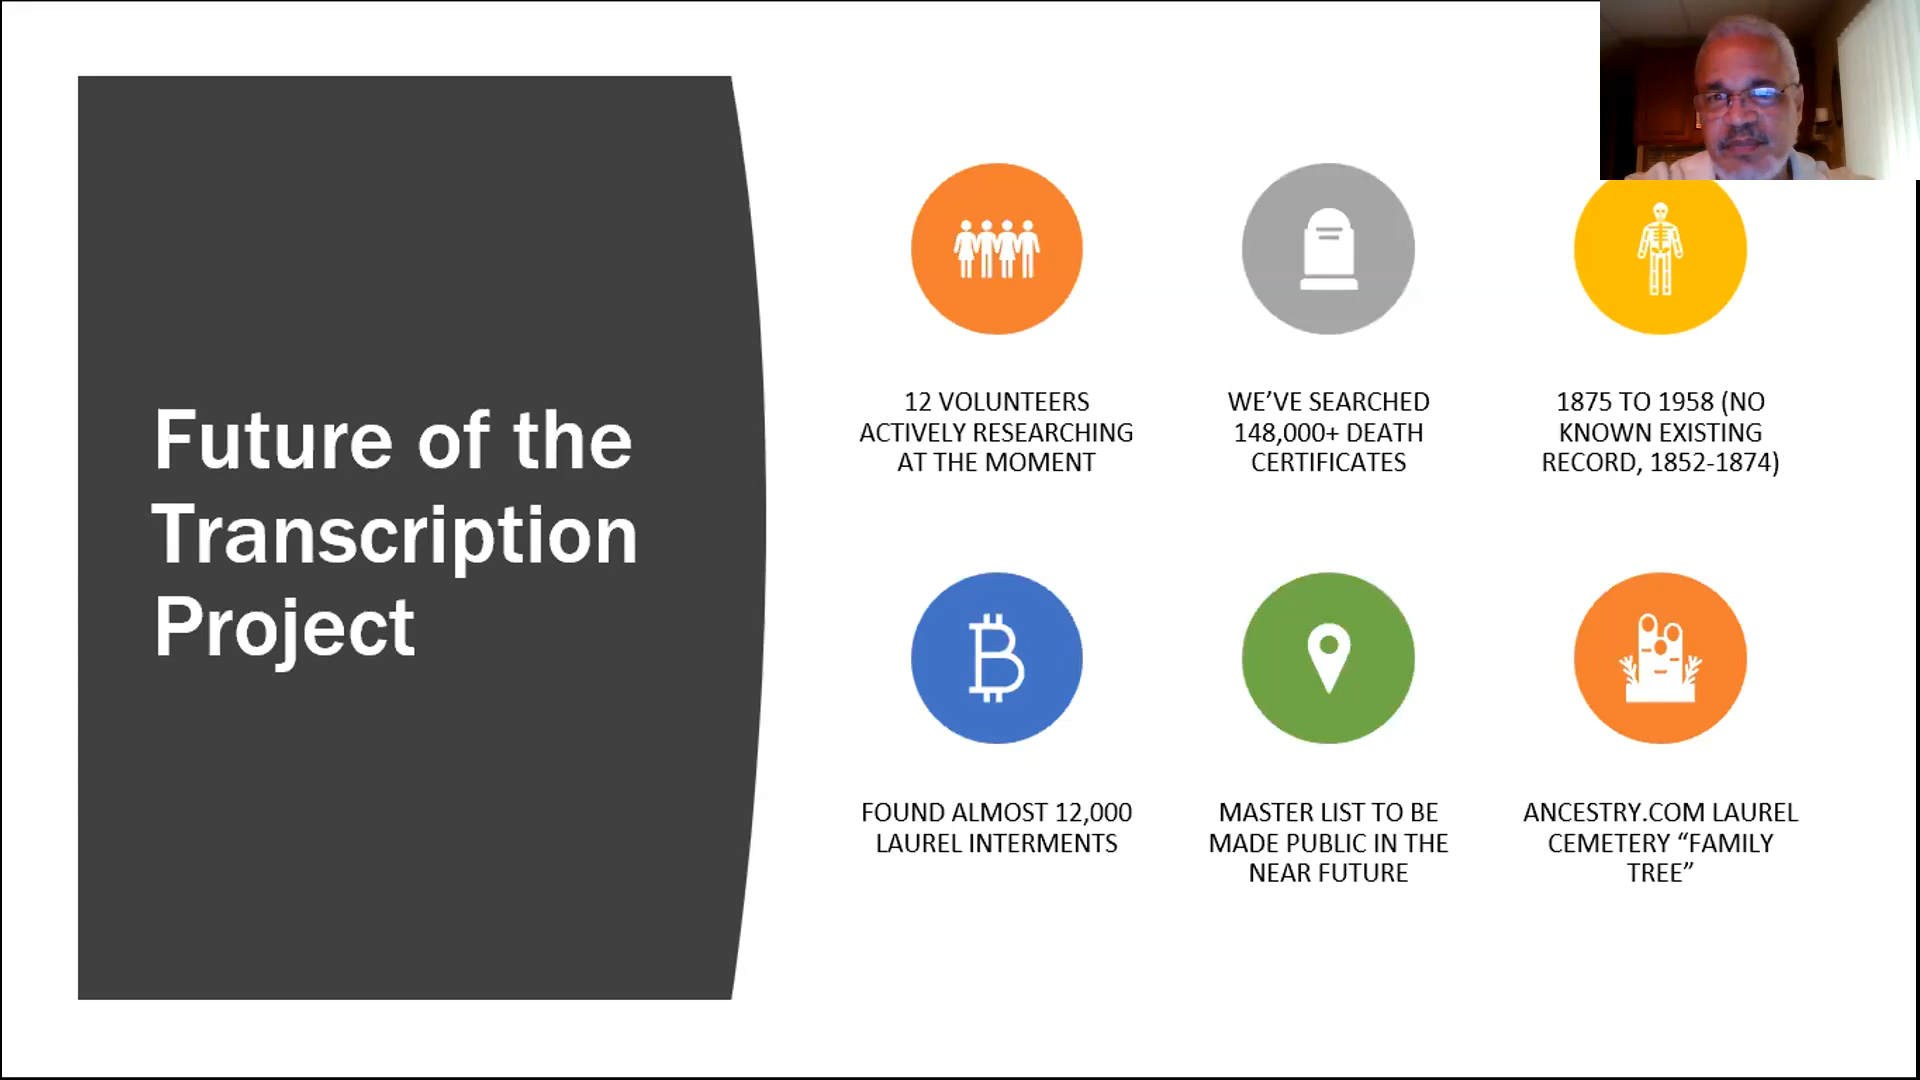 Future of the
Transcription
Project
12 VOLUNTEERS
ACTIVELY RESEARCHING
AT THE MOMENT
WE’VE SEARCHED
148,000+ DEATH
CERTIFICATES
1875 TO 1958 (NO
KNOWN EXISTING
RECORD, 1852-1874)
FOUND ALMOST 12,000
LAUREL INTERMENTS
MASTER LIST TO BE
MADE PUBLIC IN THE
NEAR FUTURE
ANCESTRY.COM LAUREL
CEMETERY “FAMILY
TREE”